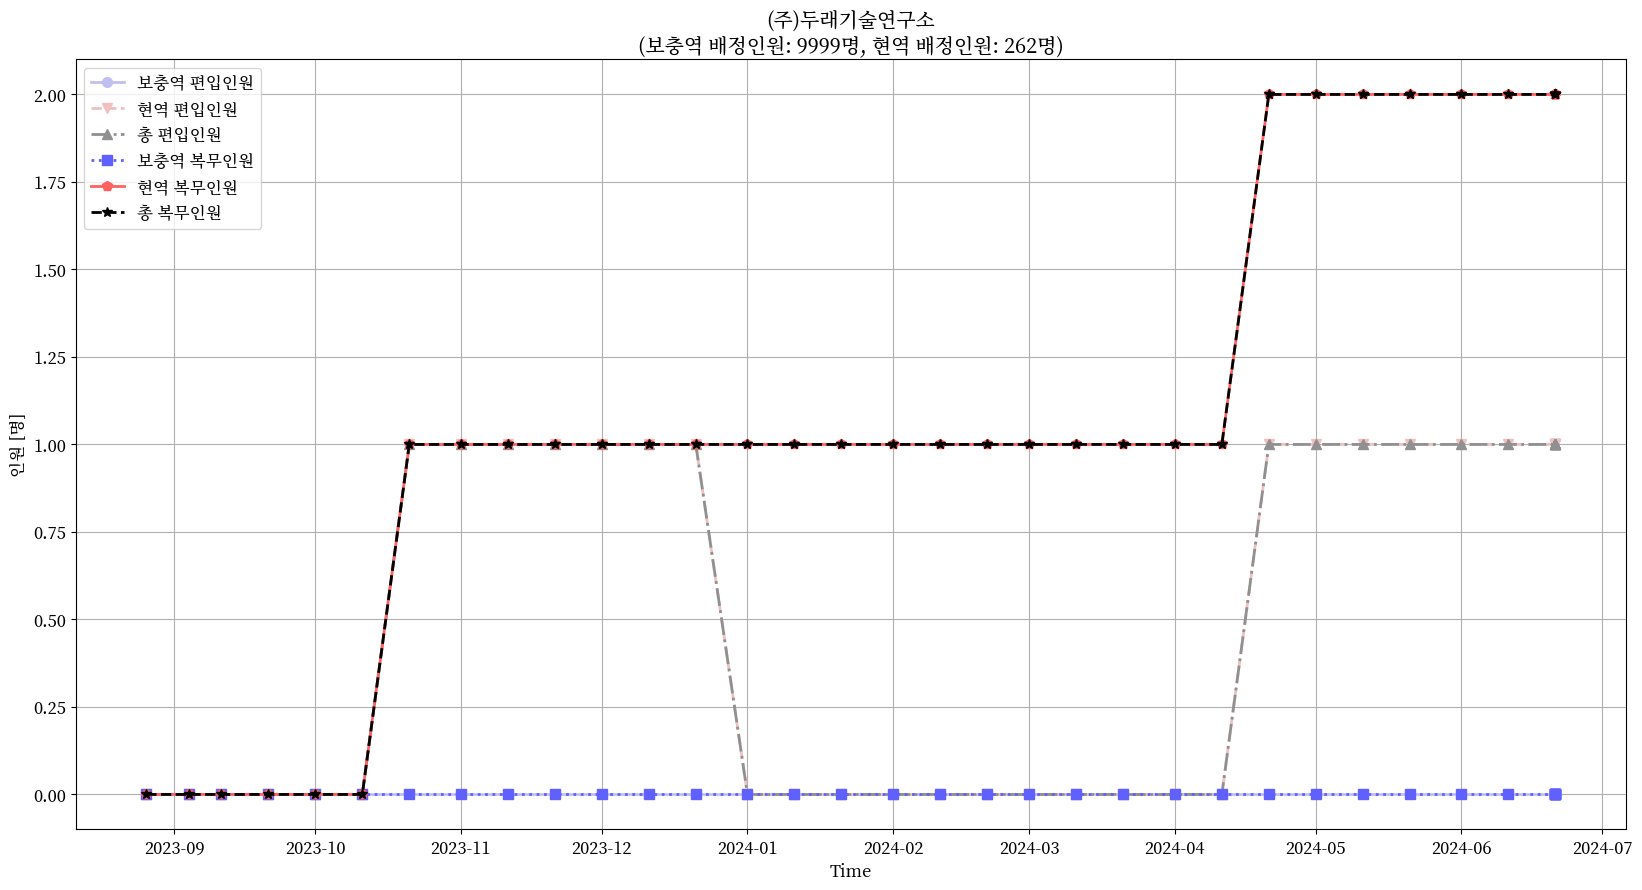 (주)두래기술연구소
(보충역 배정인원: 9999명, 현역 배정인원: 262명)
보충역 편입인원
현역 편입인원
총 편입인원
보충역 복무인원
현역 복무인원
총 복무인원
2.00
1.75
1.50
1.25
1.00
0.75
0.50
0.25
0.00
인원 [명]
2023-09 2023-10 2023-11 2023-12 2024-01 2024-02 2024-03 2024-04 2024-05 2024-06 2024-07
Time